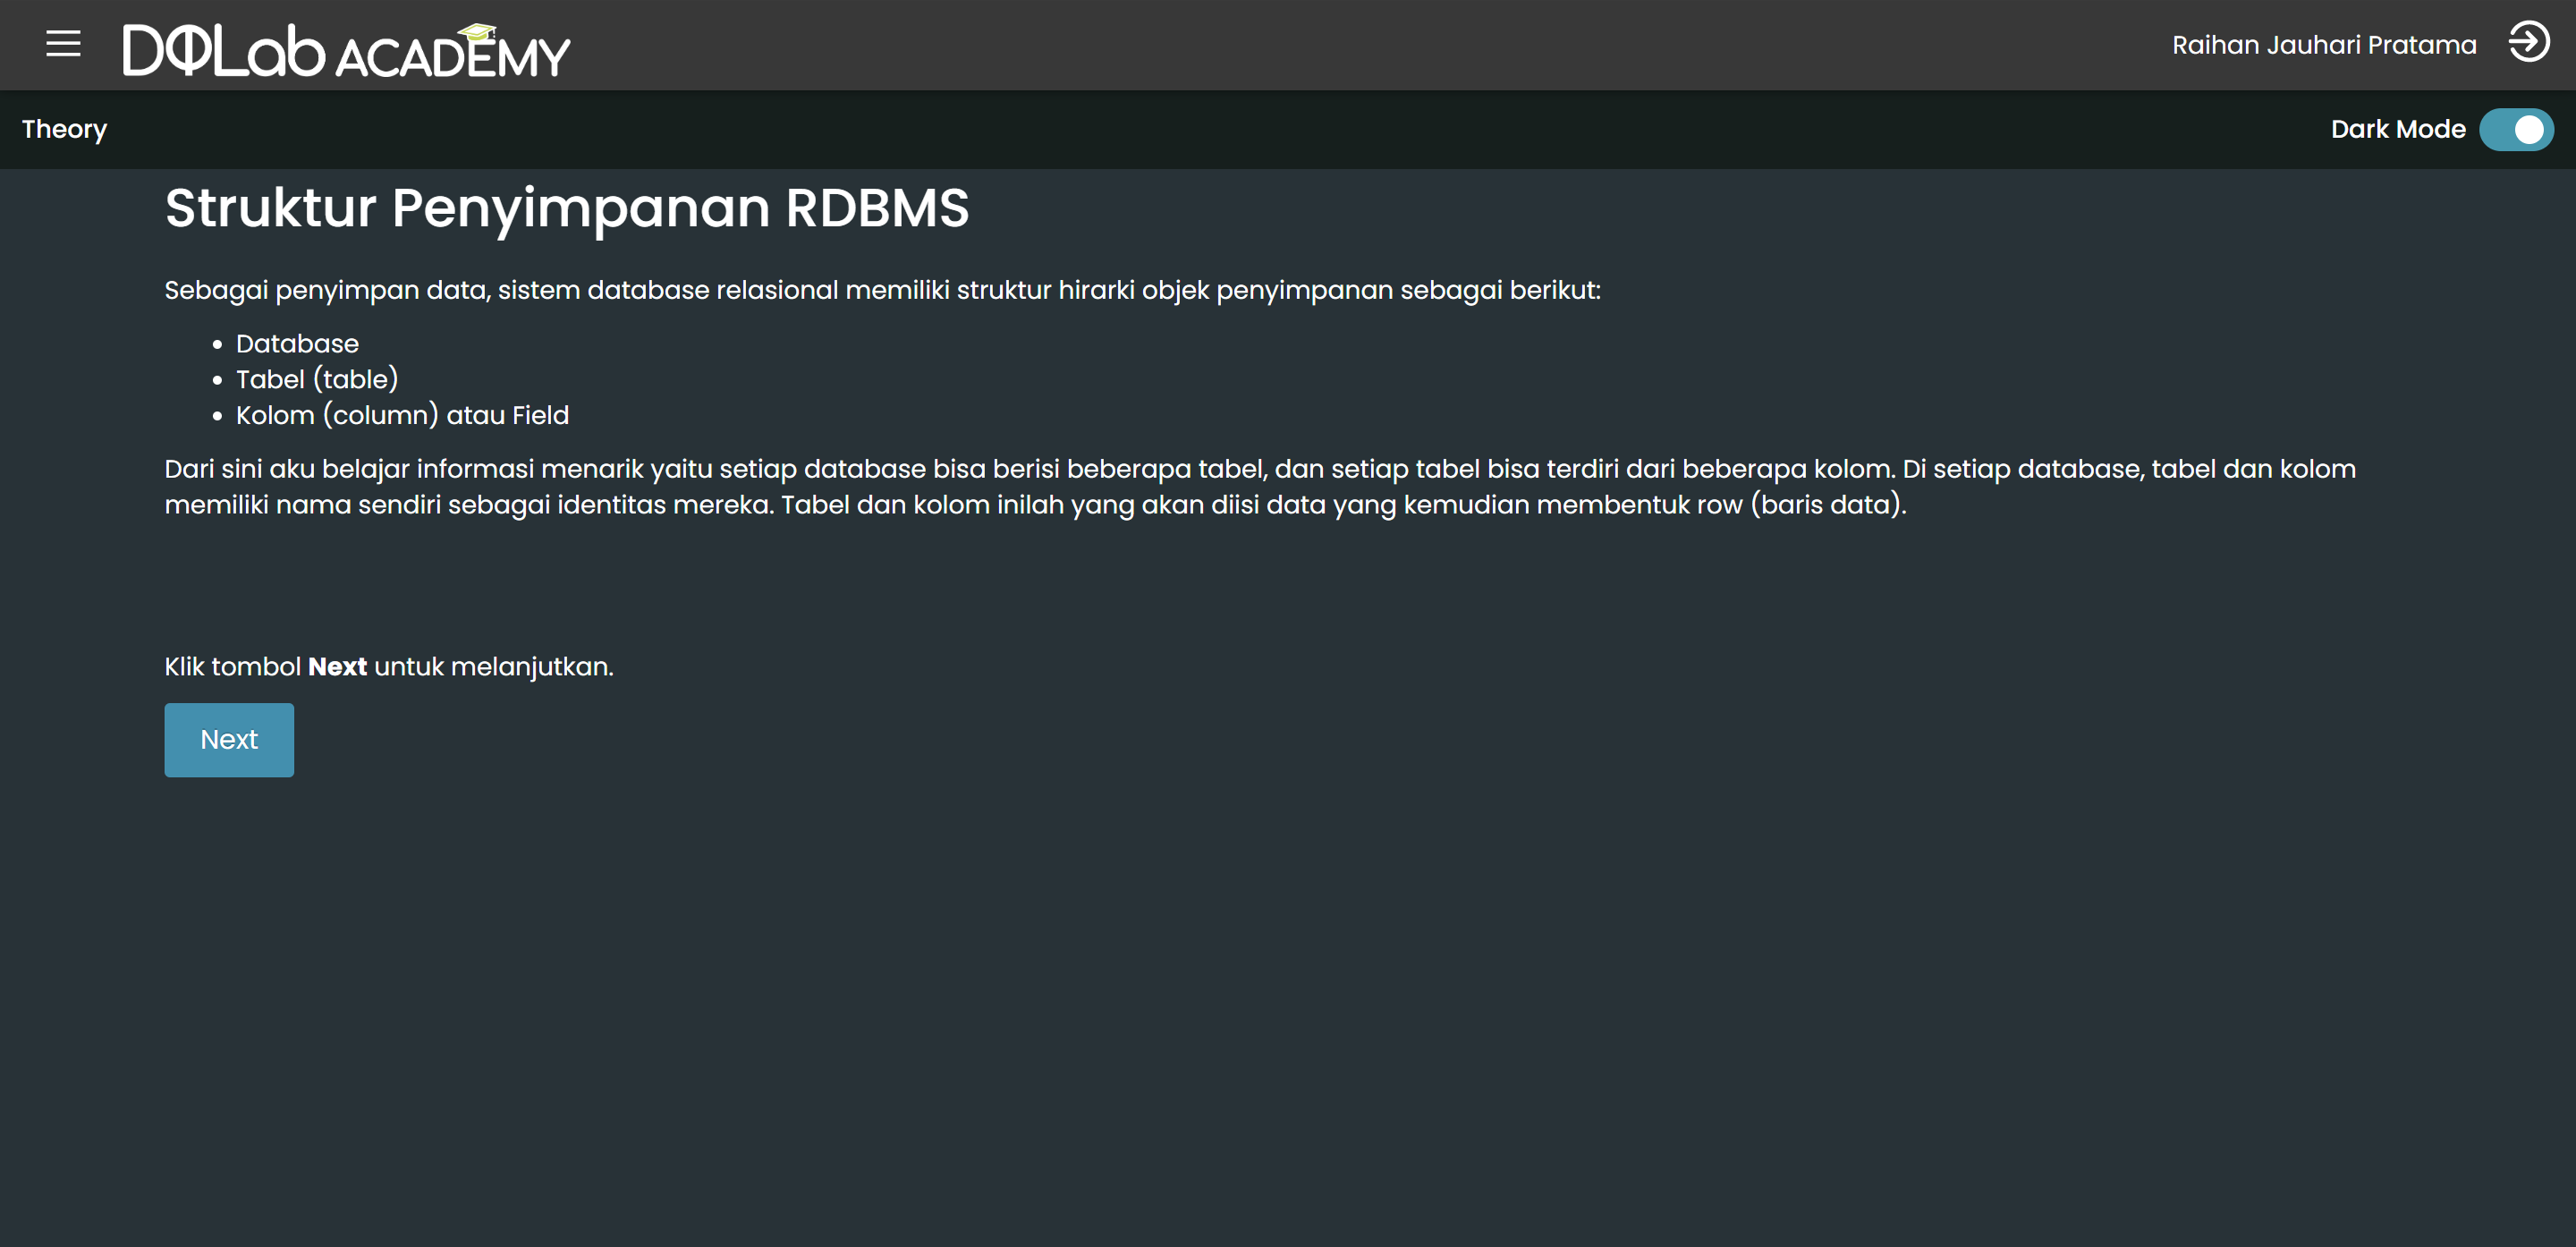 DQLab ACADEMY
Raihan Jauhari Pratama
Theory
Dark Mode
Struktur Penyimpanan RDBMS
Sebagai penyimpan data, sistem database relasional memiliki struktur hirarki objek penyimpanan sebagai berikut:
• Database
• Tabel (table)
• Kolom (column) atau Field
Dari sini aku belajar informasi menarik yaitu setiap database bisa berisi beberapa tabel, dan setiap tabel bisa terdiri dari beberapa kolom. Di setiap database, tabel dan kolom
memiliki nama sendiri sebagai identitas mereka. Tabel dan kolom inilah yang akan diisi data yang kemudian membentuk row (baris data).
Klik tombol Next untuk melanjutkan.
Next